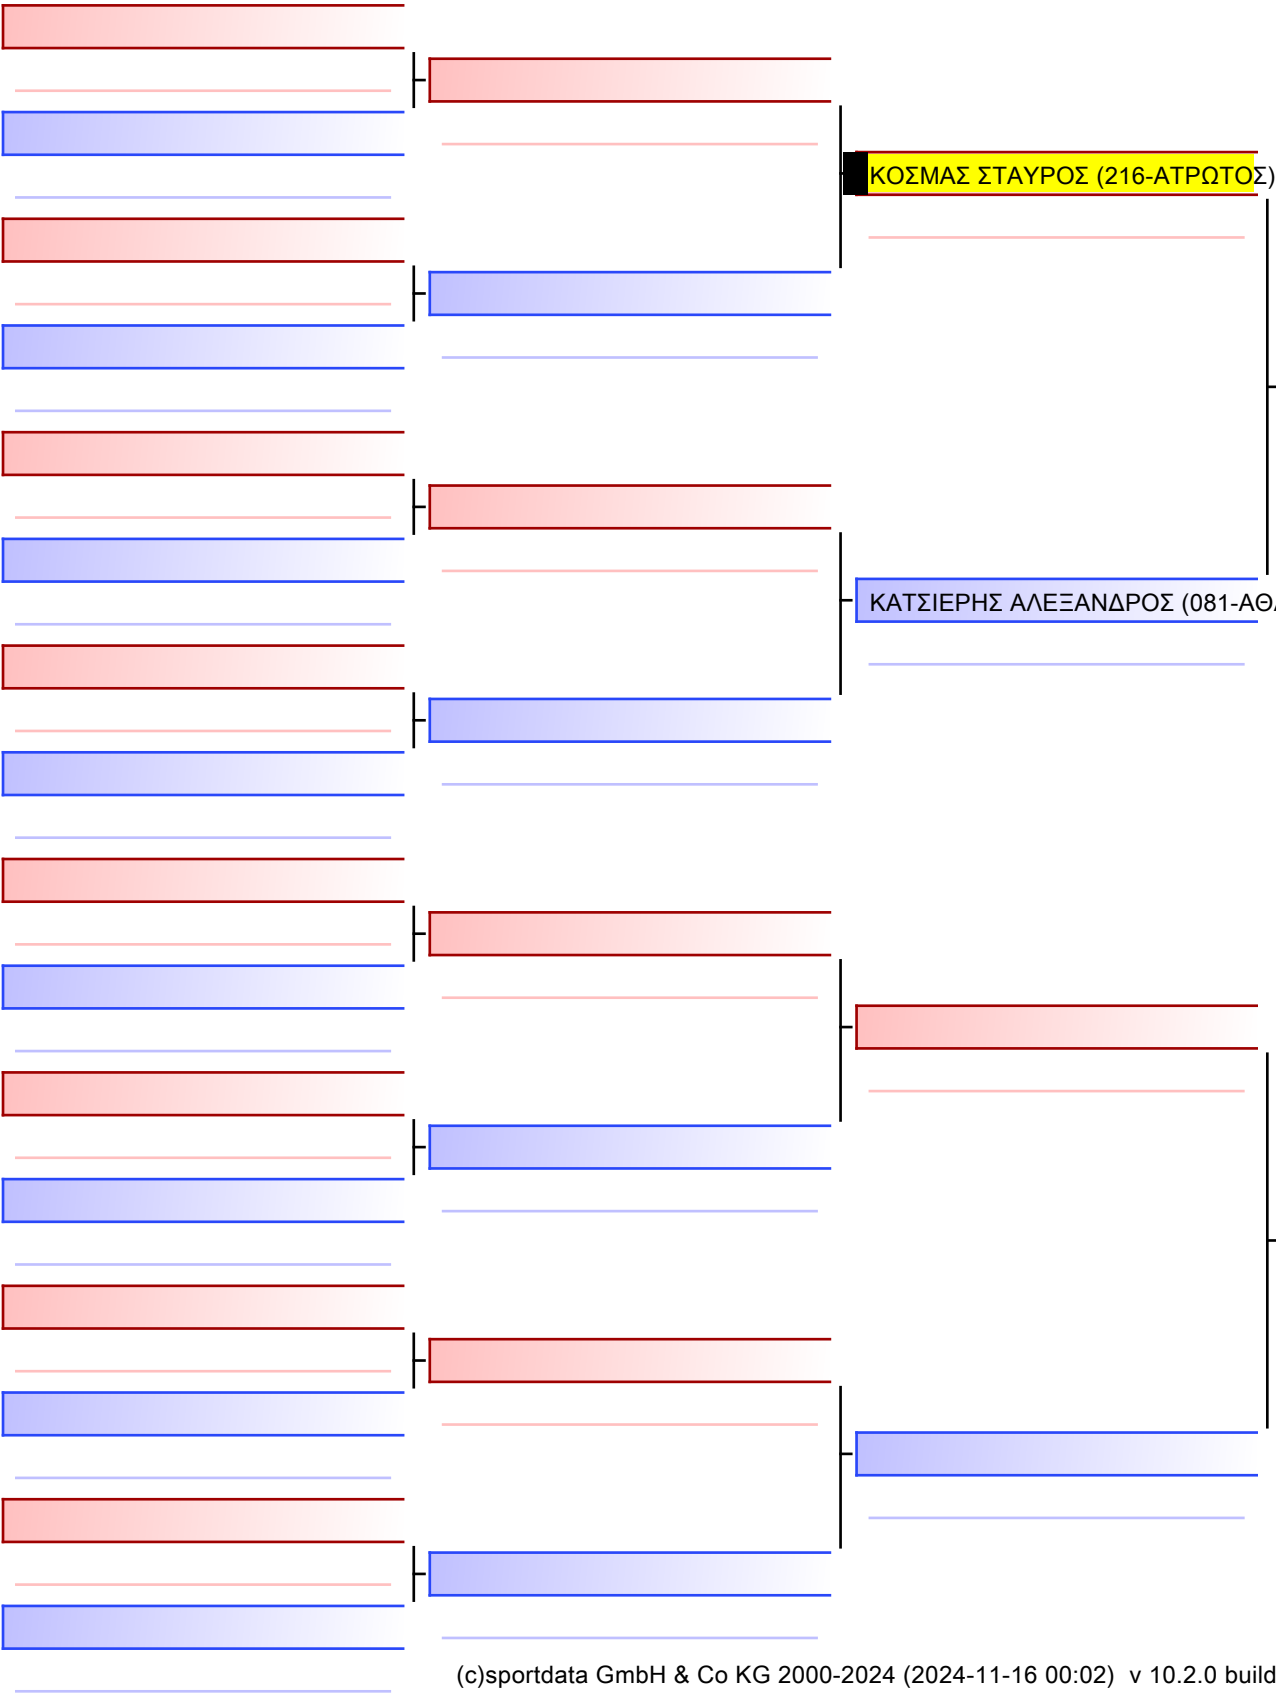 ΚΟΣΜΑΣ ΣΤΑΥΡΟΣ (216-ΑΤΡΩΤΟΣ)
ΚΑΤΣΙΕΡΗΣ ΑΛΕΞΑΝΔΡΟΣ (081-ΑΘΛ
(c)sportdata GmbH & Co KG 2000-2024 (2024-11-16 00:02) v 10.2.0 build